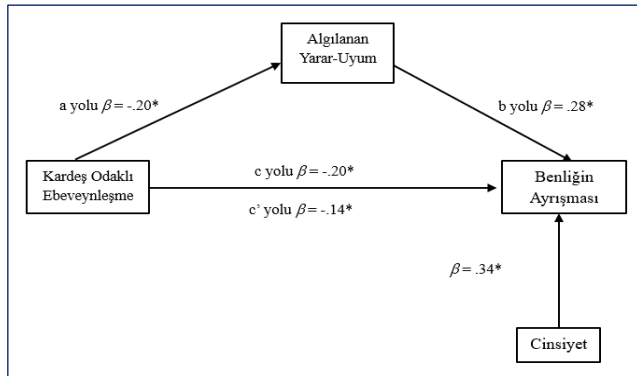 Algılanan
Yarar-Uyum
a yolu β = -.20*
b yolu β = .28*
Kardeş Odaklı
Ebeveynleşme
c yolu β = -.20*
c' yolu β = -.14*
Benliğin
Ayrışması
β = .34*
Cinsiyet